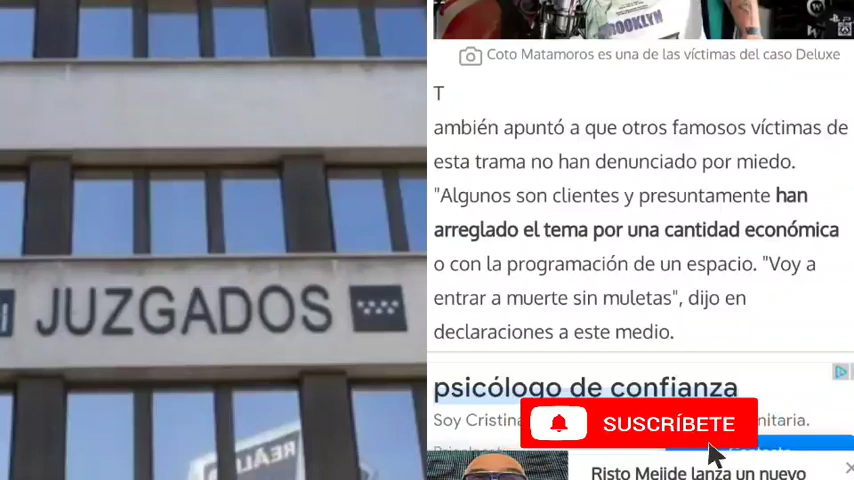 JUZGADOS
REALIA
BROOKLYN
Coto Matamoros es una de las víctimas del caso Deluxe
T
ambién apuntó a que otros famosos víctimas de
esta trama no han denunciado por miedo.
"Algunos son clientes y presuntamente han
arreglado el tema por una cantidad económica
o con la programación de un espacio. "Voy a
entrar a muerte sin muletas", dijo en
declaraciones a este medio.
psicólogo de confianza
Soy Cristina
SUSCRÍBETE
Risto Mejide lanza un nuevo